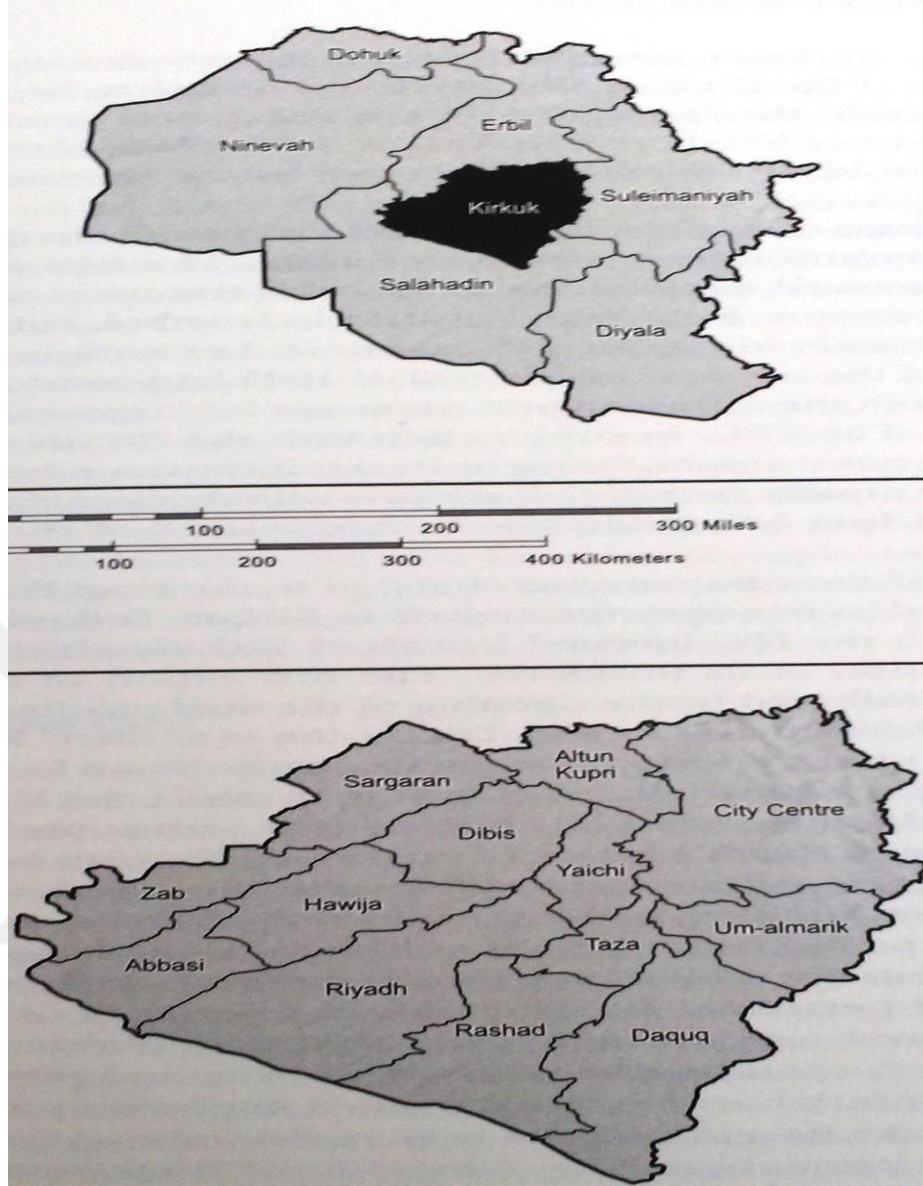 Dohuk
Erbil
Ninevah
Suleimaniyah
Kirkuk
Salahadin
Diyala
100 200 300 Miles
100 200 300 400 Kilometers
Altun
Kupri
Sargaran
City Centre
Dibis
Yaichi
Zab
Hawija
Um-almarik
Taza
Abbasi
Riyadh
Rashad
Daquq